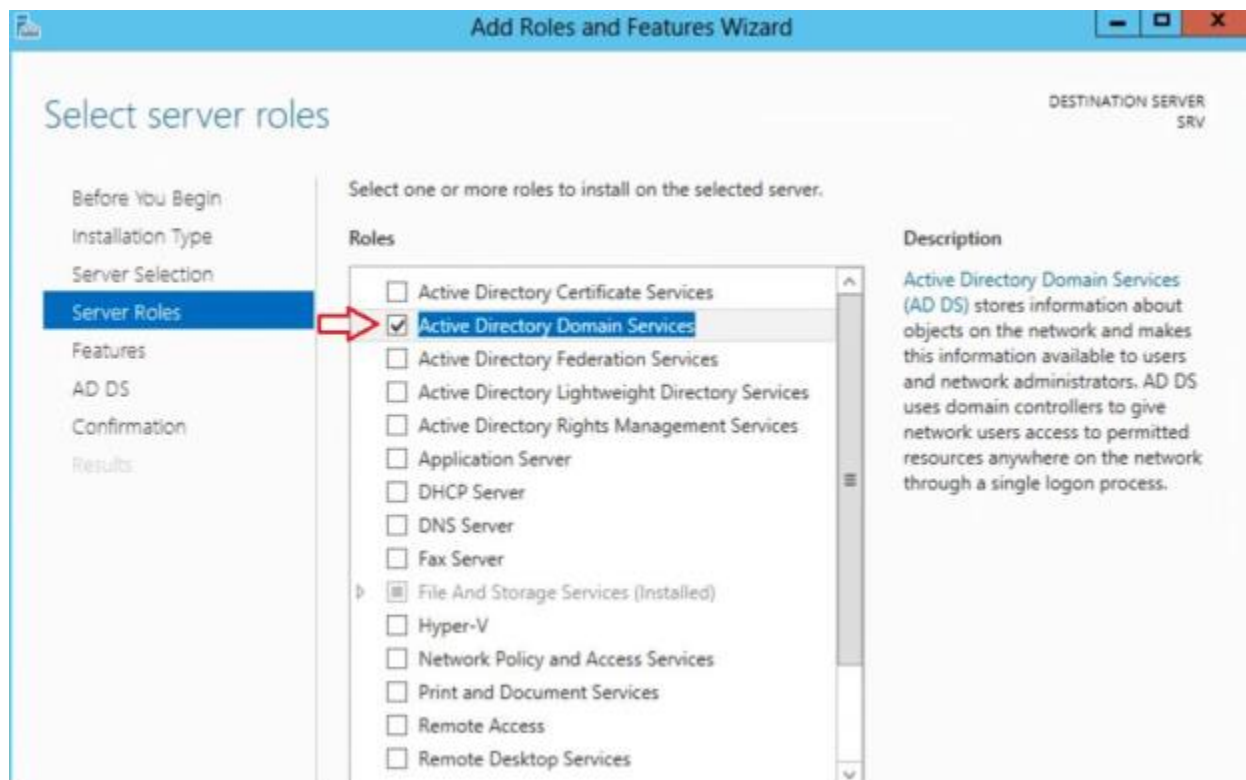 Add Roles and Features Wizard
Select server roles
DESTINATION SERVER
SRV
Before You Begin
Installation Type
Server Selection
Server Roles
Features
AD DS
Confirmation
Results
Select one or more roles to install on the selected server.
Roles
Active Directory Certificate Services
Active Directory Domain Services
Active Directory Federation Services
Active Directory Lightweight Directory Services
Active Directory Rights Management Services
Application Server
DHCP Server
DNS Server
Fax Server
File And Storage Services (Installed)
Hyper-V
Network Policy and Access Services
Print and Document Services
Remote Access
Remote Desktop Services
Description
Active Directory Domain Services
(AD DS) stores information about
objects on the network and makes
this information available to users
and network administrators. AD DS
uses domain controllers to give
network users access to permitted
resources anywhere on the network
through a single logon process.